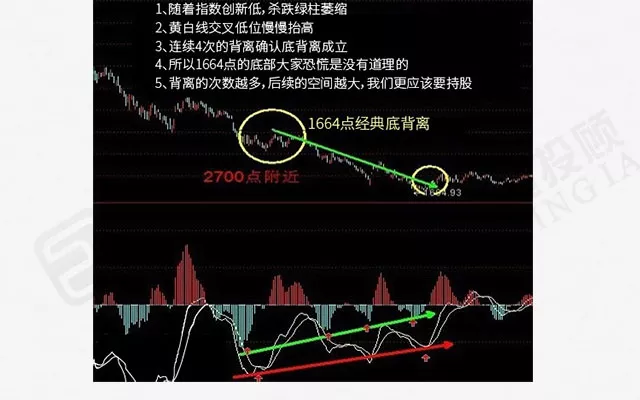 1、随着指数创新低,杀跌绿柱萎缩
2、黄白线交叉低位慢慢抬高
3、连续4次的背离确认底背离成立
4、所以1664点的底部大家恐慌是没有道理的
5、背离的次数越多,后续的空间越大,我们更应该要持股
1664点经典底背离
2700点附近
投顾
ING IA